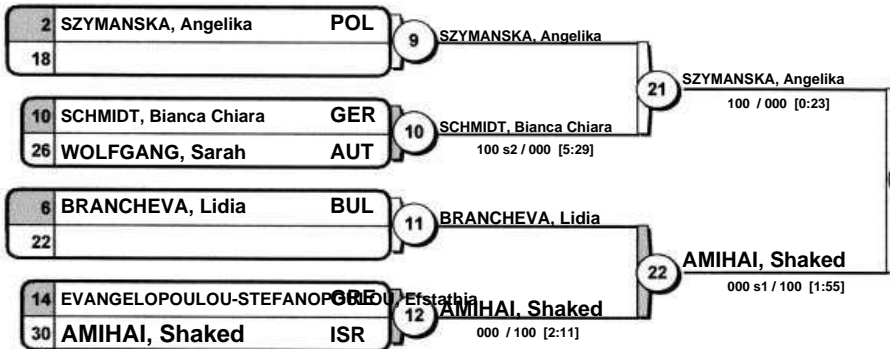 2 SZYMANSKA, Angelika POL
18
9
SZYMANSKA, Angelika
10 SCHMIDT, Bianca Chiara GER
26 WOLFGANG, Sarah AUT
10
SCHMIDT, Bianca Chiara
100 s2 / 000 [5:29]
21
SZYMANSKA, Angelika
100 / 000 [0:23]
6 BRANCHEVA, Lidia BUL
22
11
BRANCHEVA, Lidia
14 EVANGELOPOULOU-STEFANOPOULOU, Efstathia GRE
30 AMIHAI, Shaked ISR
12
AMIHAI, Shaked
000 / 100 [2:11]
22
AMIHAI, Shaked
000 s1 / 100 [1:55]